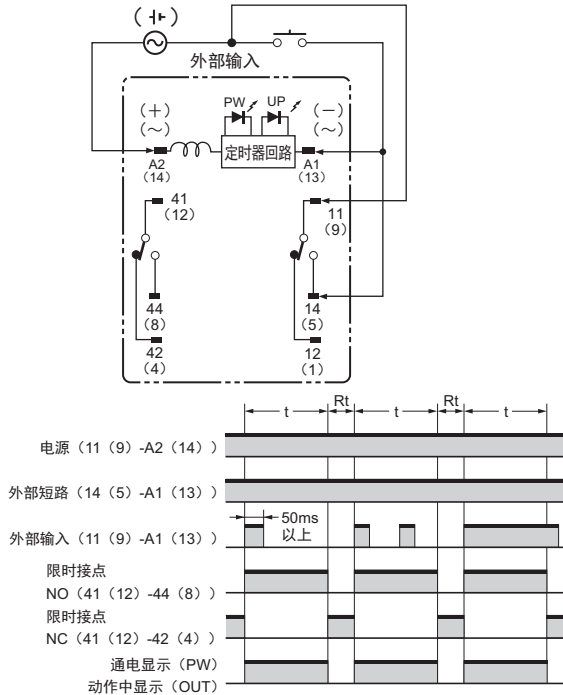 （ ）
外部输入
PW UP
（＋） （－）
（～） （～）
定时器回路
A2 A1
（14） （13）
41 11
（12） （9）
44 14
（8） （5）
42 12
（4） （1）
t Rt t Rt t
电源（11（9）-A2（14））
外部短路（14（5）-A1（13））
50ms
以上
外部输入（11（9）-A1（13））
限时接点
NO（41（12）-44（8））
限时接点
NC（41（12）-42（4））
通电显示（PW）
动作中显示（OUT）